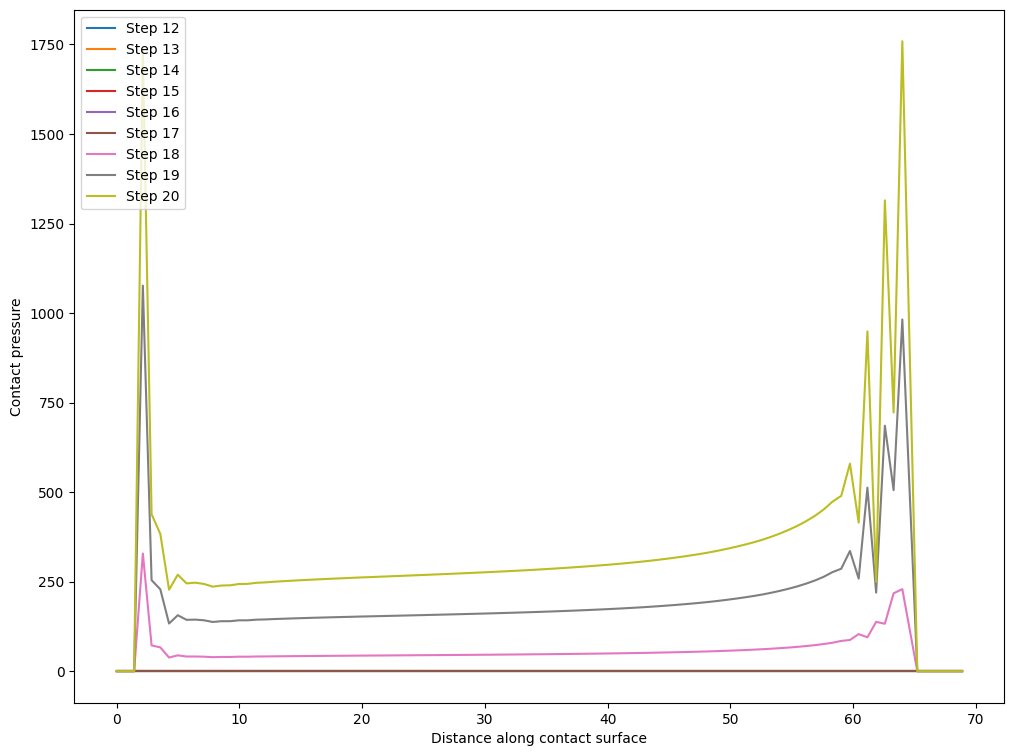 1750
1500
1250
1000
750
500
250
0
Contact pressure
Step 12
Step 13
Step 14
Step 15
Step 16
Step 17
Step 18
Step 19
Step 20
0 10 20 30 40 50 60 70
Distance along contact surface